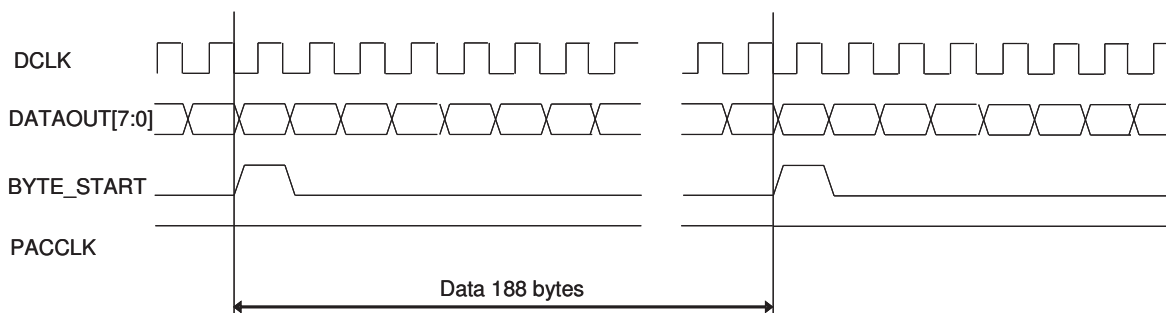 DCLK
DATAOUT[7:0]
BYTE_START
PACCLK
Data 188 bytes